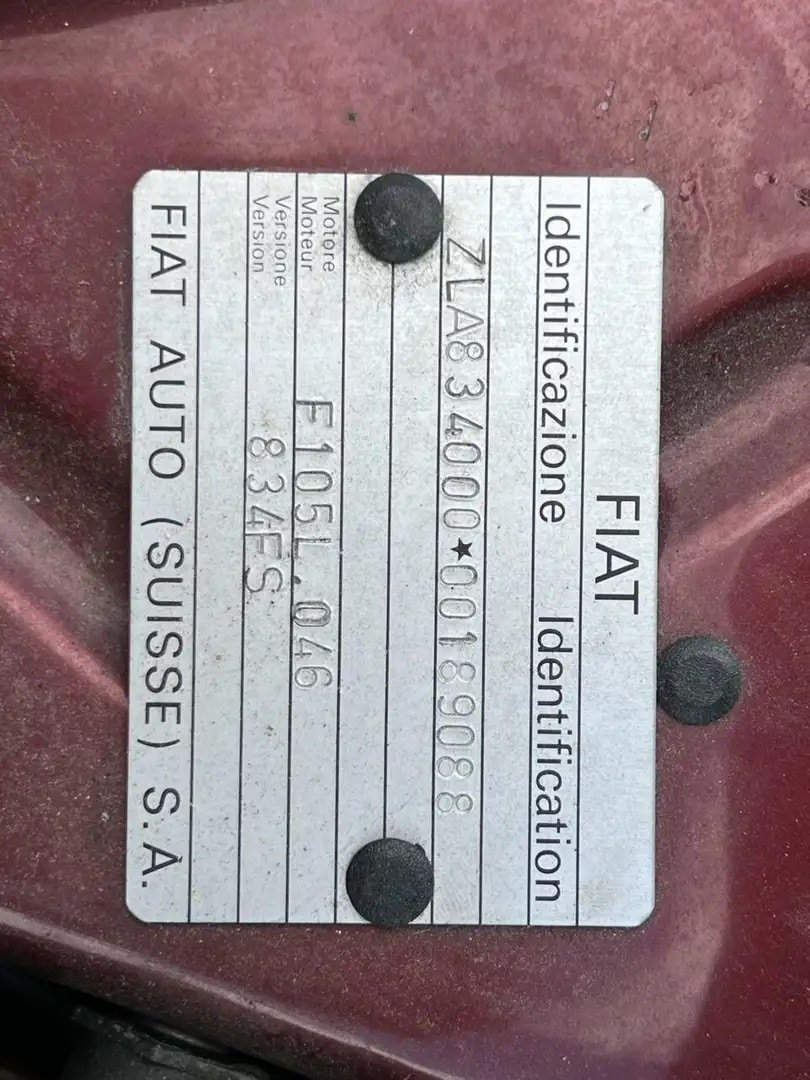 FIAT
Identificazione Identification
ZLA834000★00189088
Motore
Moteur F105L.046
Versione
Version 834FS
FIAT AUTO (SUISSE) S.A.